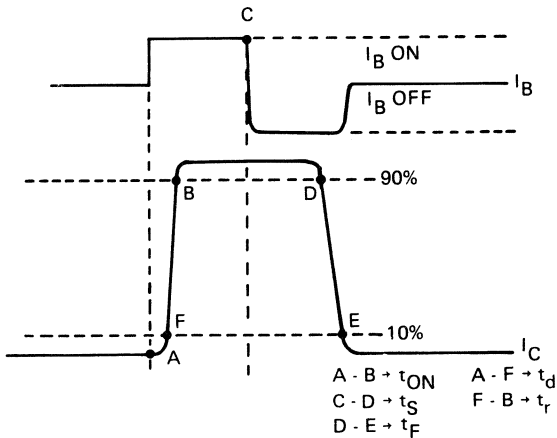 C
I_B ON
I_B
I_B OFF
90%
B
D
F
E
10%
A
I_C
A - B → t_ON
A - F → t_d
C - D → t_S
F - B → t_r
D - E → t_F